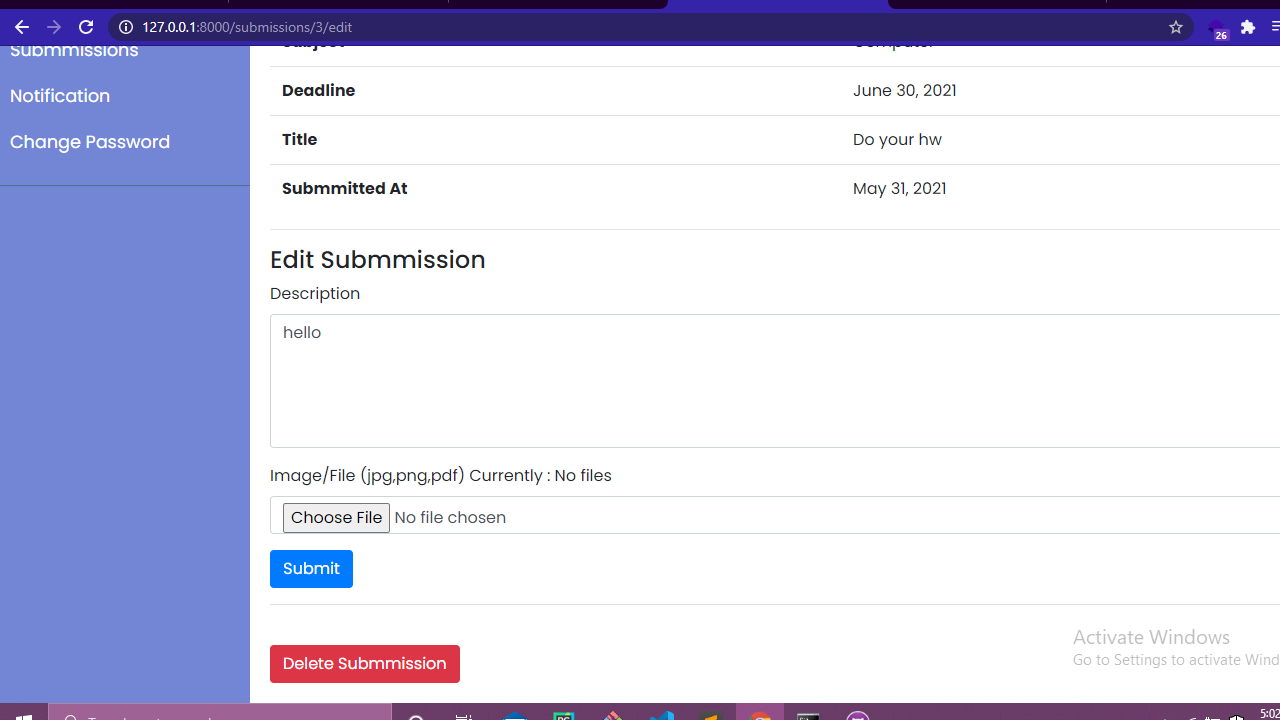 127.0.0.1:8000/submissions/3/edit
26
Submmissions
Notification
Change Password
Deadline June 30, 2021
Title Do your hw
Submmitted At May 31, 2021
Edit Submmission
Description
hello
Image/File (jpg,png,pdf) Currently : No files
Choose File No file chosen
Submit
Delete Submmission
Activate Windows
Go to Settings to activate Wind
5:02